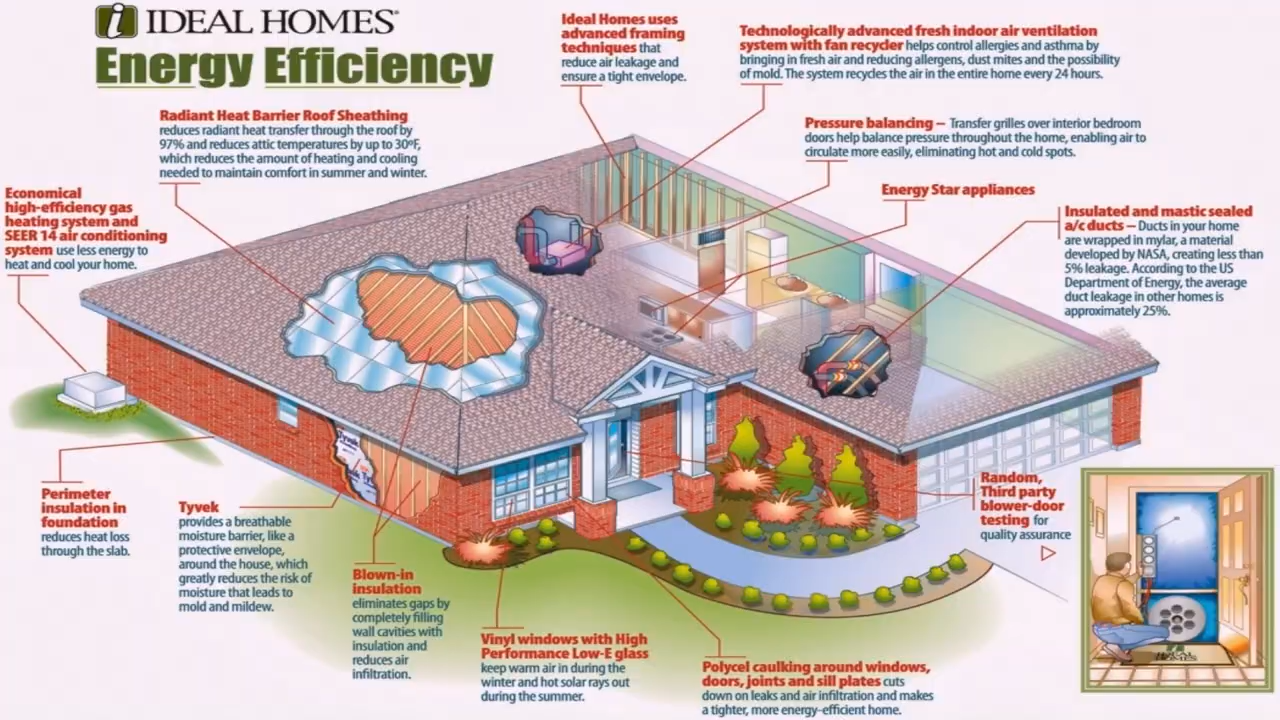 i IDEAL HOMES®
Energy Efficiency
Ideal Homes uses
advanced framing
techniques that
reduce air leakage and
ensure a tight envelope.
Technologically advanced fresh indoor air ventilation
system with fan recycler helps control allergies and asthma by
bringing in fresh air and reducing allergens, dust mites and the possibility
of mold. The system recycles the air in the entire home every 24 hours.
Radiant Heat Barrier Roof Sheathing
reduces radiant heat transfer through the roof by
97% and reduces attic temperatures by up to 30ºF,
which reduces the amount of heating and cooling
needed to maintain comfort in summer and winter.
Pressure balancing – Transfer grilles over interior bedroom
doors help balance pressure throughout the home, enabling air to
circulate more easily, eliminating hot and cold spots.
Energy Star appliances
Economical
high-efficiency gas
heating system and
SEER 14 air conditioning
system use less energy to
heat and cool your home.
Insulated and mastic sealed
a/c ducts – Ducts in your home
are wrapped in mylar, a material
developed by NASA, creating less than
5% leakage. According to the US
Department of Energy, the average
duct leakage in other homes is
approximately 25%.
Tyvek
Perimeter
insulation in
foundation
reduces heat loss
through the slab.
Tyvek
provides a breathable
moisture barrier, like a
protective envelope,
around the house, which
greatly reduces the risk of
moisture that leads to
mold and mildew.
Blown-in
insulation
eliminates gaps by
completely filling
wall cavities with
insulation and
reduces air
infiltration.
Vinyl windows with High
Performance Low-E glass
keep warm air in during the
winter and hot solar rays out
during the summer.
Polycel caulking around windows,
doors, joints and sill plates cuts
down on leaks and air infiltration and makes
a tighter, more energy-efficient home.
Random,
Third party
blower-door
testing for
quality assurance
IDEAL
HOMES